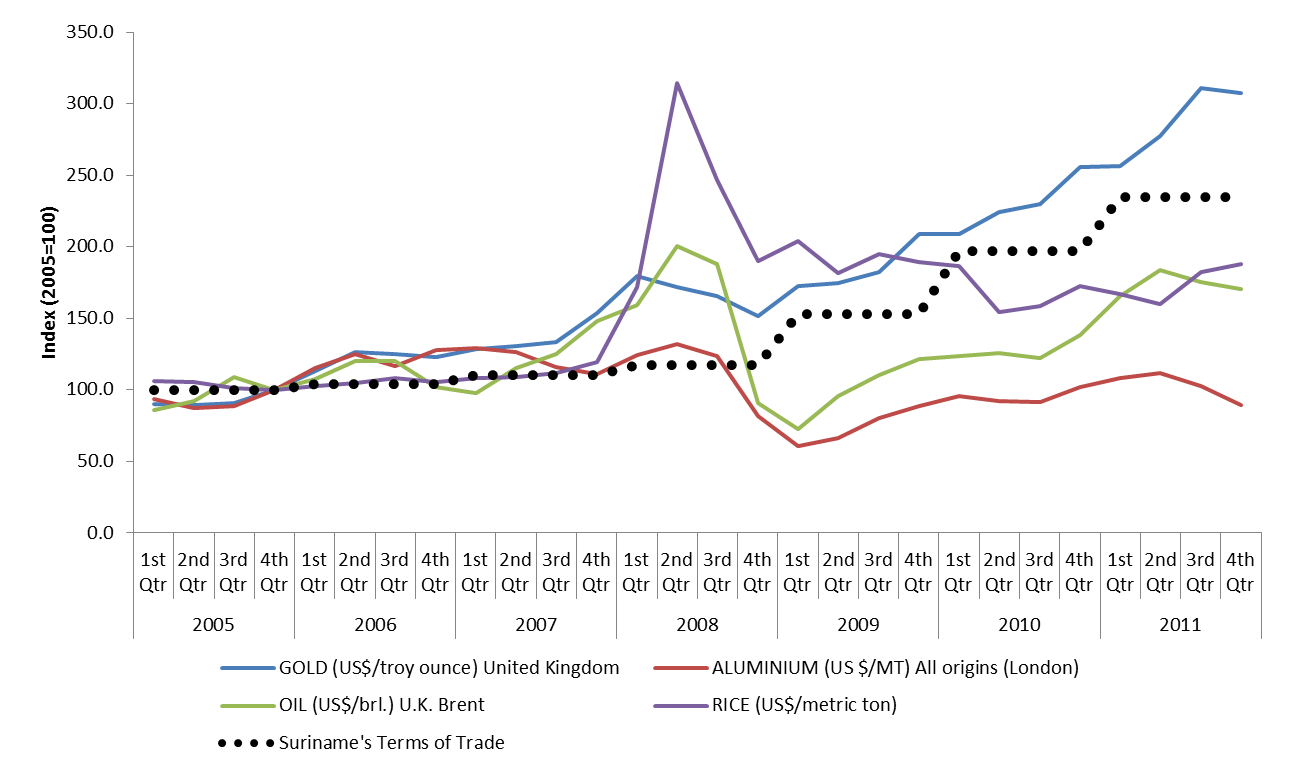 350.0
300.0
250.0
200.0
150.0
100.0
50.0
0.0
Index (2005=100)
1st Qtr 2nd Qtr 3rd Qtr 4th Qtr 1st Qtr 2nd Qtr 3rd Qtr 4th Qtr 1st Qtr 2nd Qtr 3rd Qtr 4th Qtr 1st Qtr 2nd Qtr 3rd Qtr 4th Qtr 1st Qtr 2nd Qtr 3rd Qtr 4th Qtr 1st Qtr 2nd Qtr 3rd Qtr 4th Qtr 1st Qtr 2nd Qtr 3rd Qtr 4th Qtr
2005 2006 2007 2008 2009 2010 2011
GOLD (US$/troy ounce) United Kingdom
ALUMINIUM (US $/MT) All origins (London)
OIL (US$/brl.) U.K. Brent
RICE (US$/metric ton)
Suriname's Terms of Trade